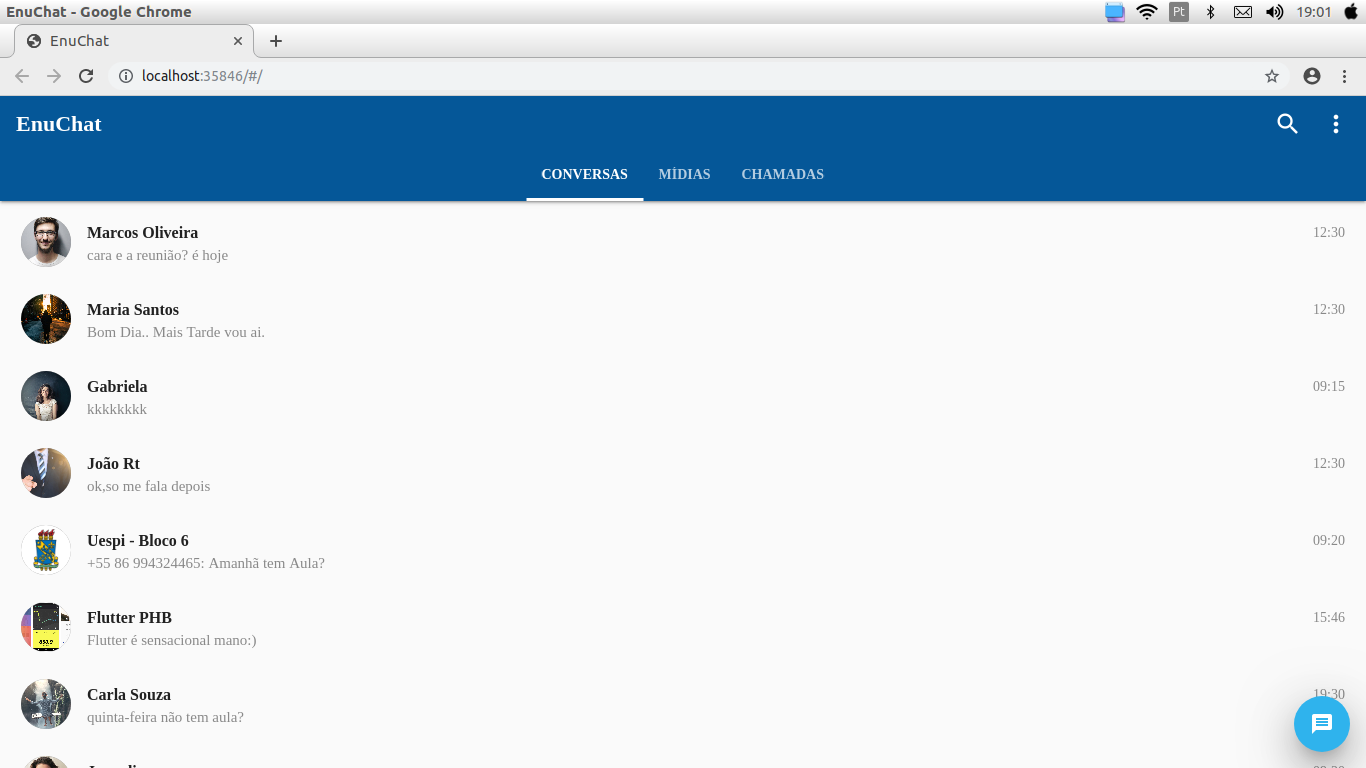 EnuChat - Google Chrome
Pt
19:01
EnuChat
localhost:35846/#/
EnuChat
CONVERSAS MÍDIAS CHAMADAS
Marcos Oliveira 12:30
cara e a reunião? é hoje
Maria Santos 12:30
Bom Dia.. Mais Tarde vou ai.
Gabriela 09:15
kkkkkkkk
João Rt 12:30
ok,so me fala depois
Uespi - Bloco 6 09:20
+55 86 994324465: Amanhã tem Aula?
Flutter PHB 15:46
Flutter é sensacional mano:)
Carla Souza 19:30
quinta-feira não tem aula?